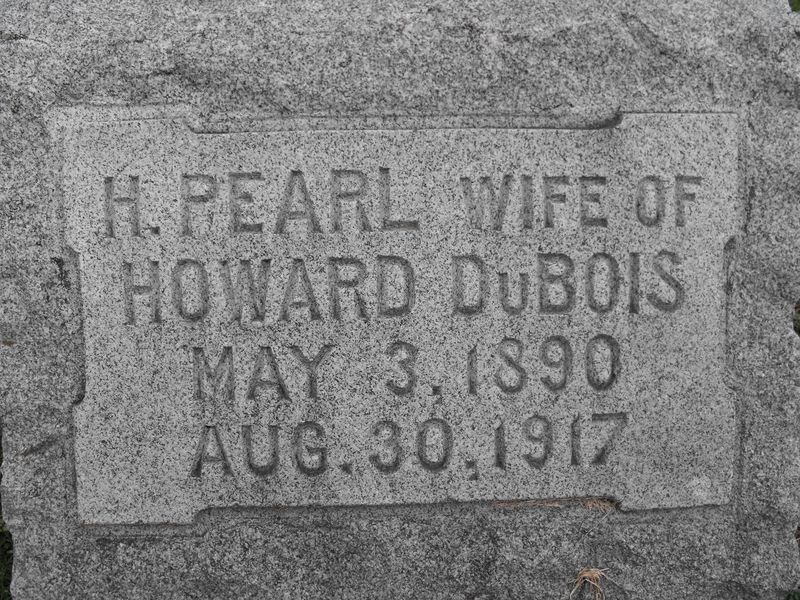 H. PEARL WIFE OF
HOWARD DuBOIS
MAY 3, 1890
AUG. 30, 1917